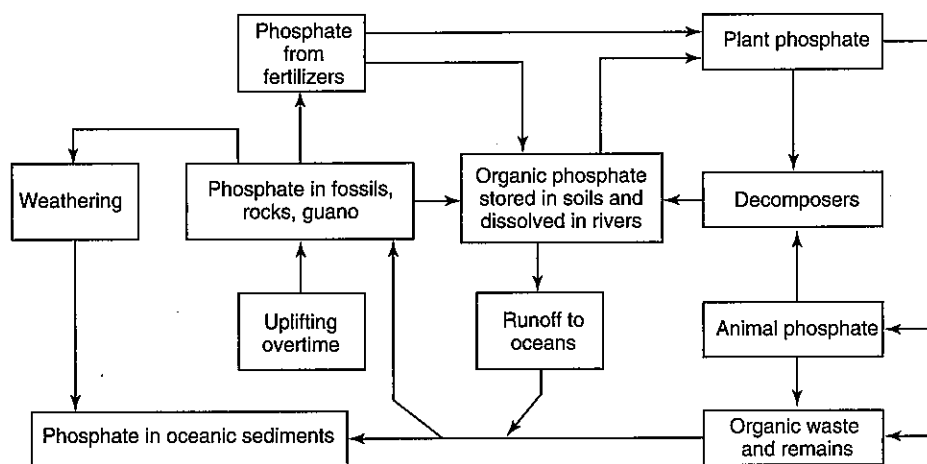 Phosphate
from
fertilizers
Plant phosphate
Weathering
Phosphate in fossils,
rocks, guano
Organic phosphate
stored in soils and
dissolved in rivers
Decomposers
Uplifting
overtime
Runoff to
oceans
Animal phosphate
Phosphate in oceanic sediments
Organic waste
and remains